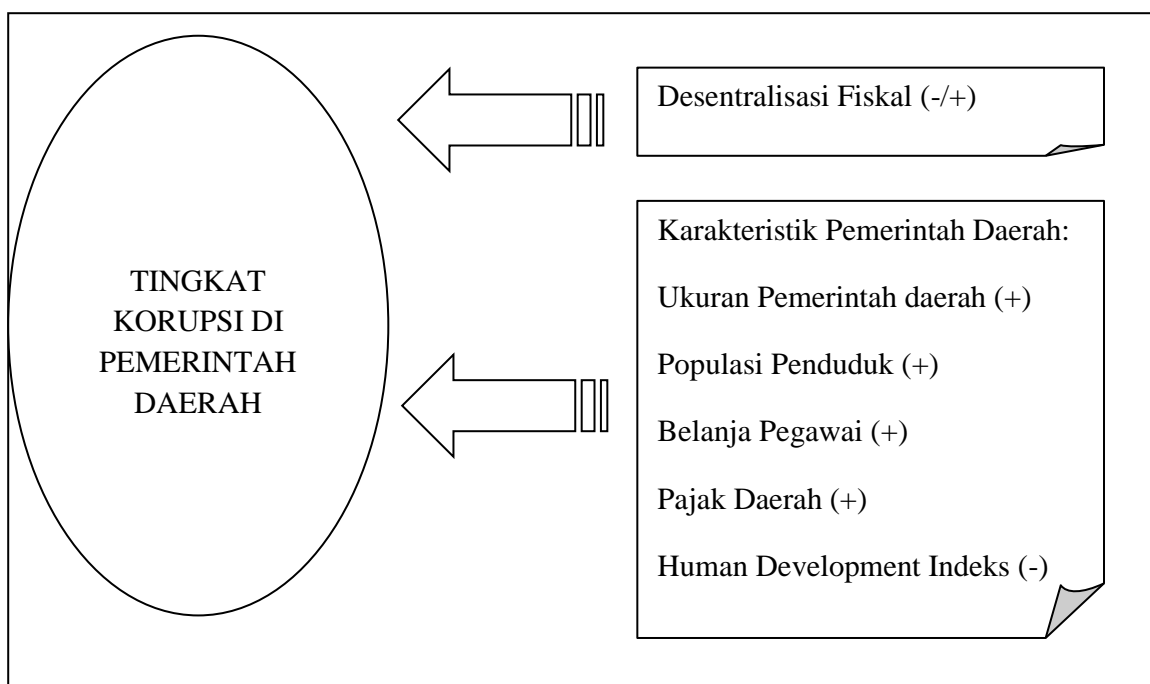 TINGKAT
KORUPSI DI
PEMERINTAH
DAERAH
Desentralisasi Fiskal (-/+)
Karakteristik Pemerintah Daerah:
Ukuran Pemerintah daerah (+)
Populasi Penduduk (+)
Belanja Pegawai (+)
Pajak Daerah (+)
Human Development Indeks (-)